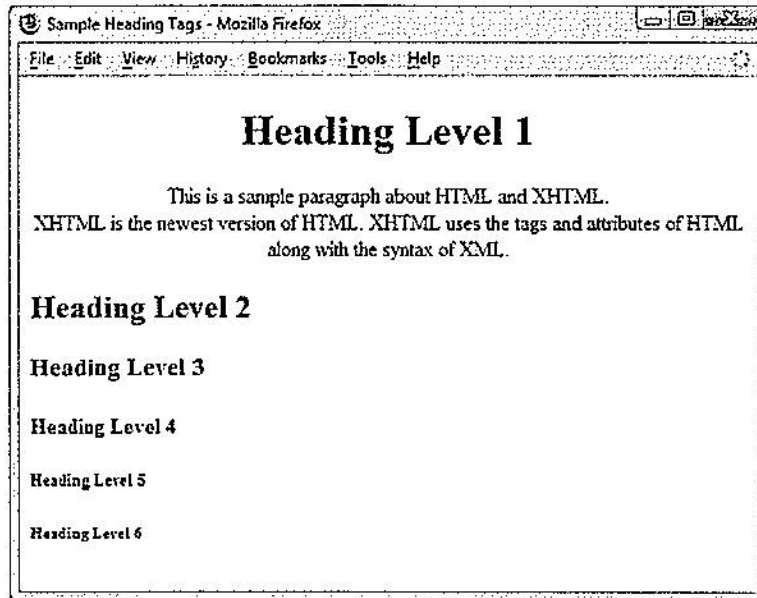 Sample Heading Tags - Mozilla Firefox
File Edit View History Bookmarks Tools Help
Heading Level 1
This is a sample paragraph about HTML and XHTML.
XHTML is the newest version of HTML. XHTML uses the tags and attributes of HTML
along with the syntax of XML.
Heading Level 2
Heading Level 3
Heading Level 4
Heading Level 5
Heading Level 6